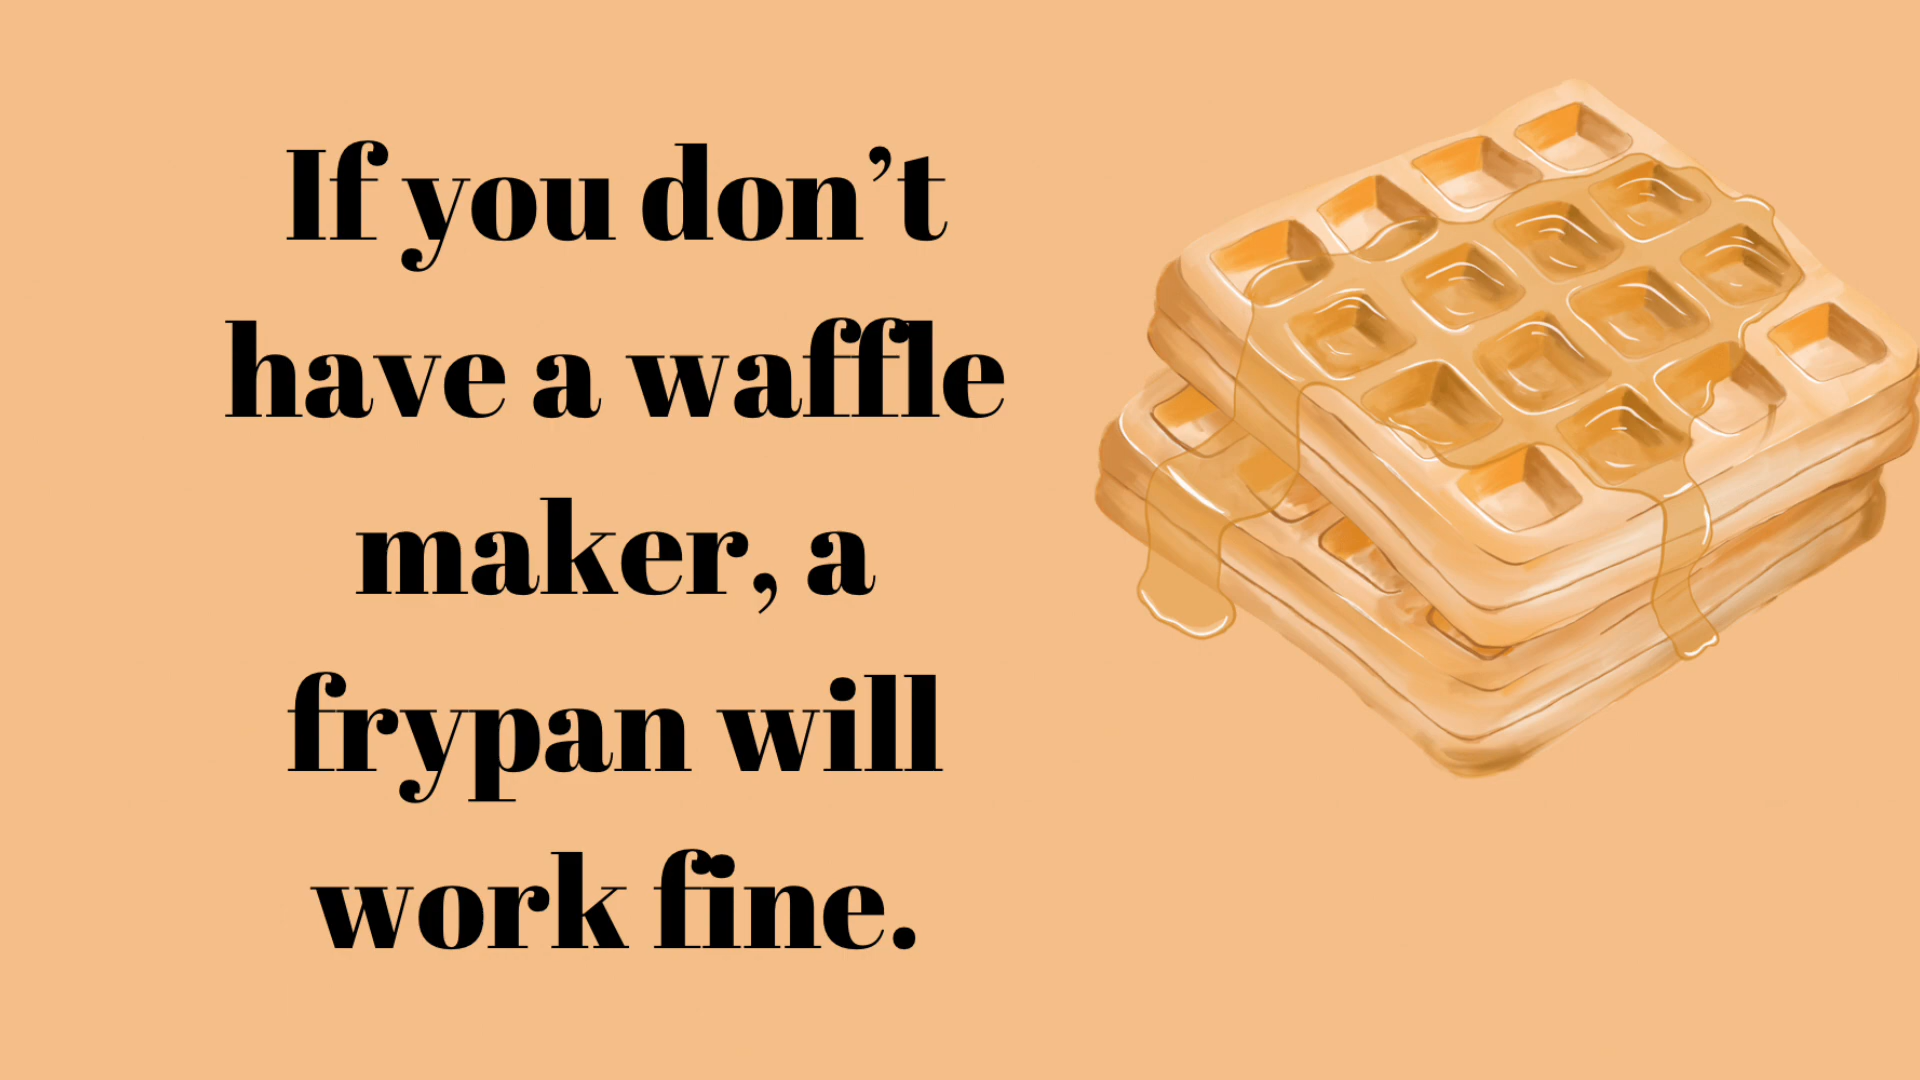 If you don’t
have a waffle
maker, a
frypan will
work fine.